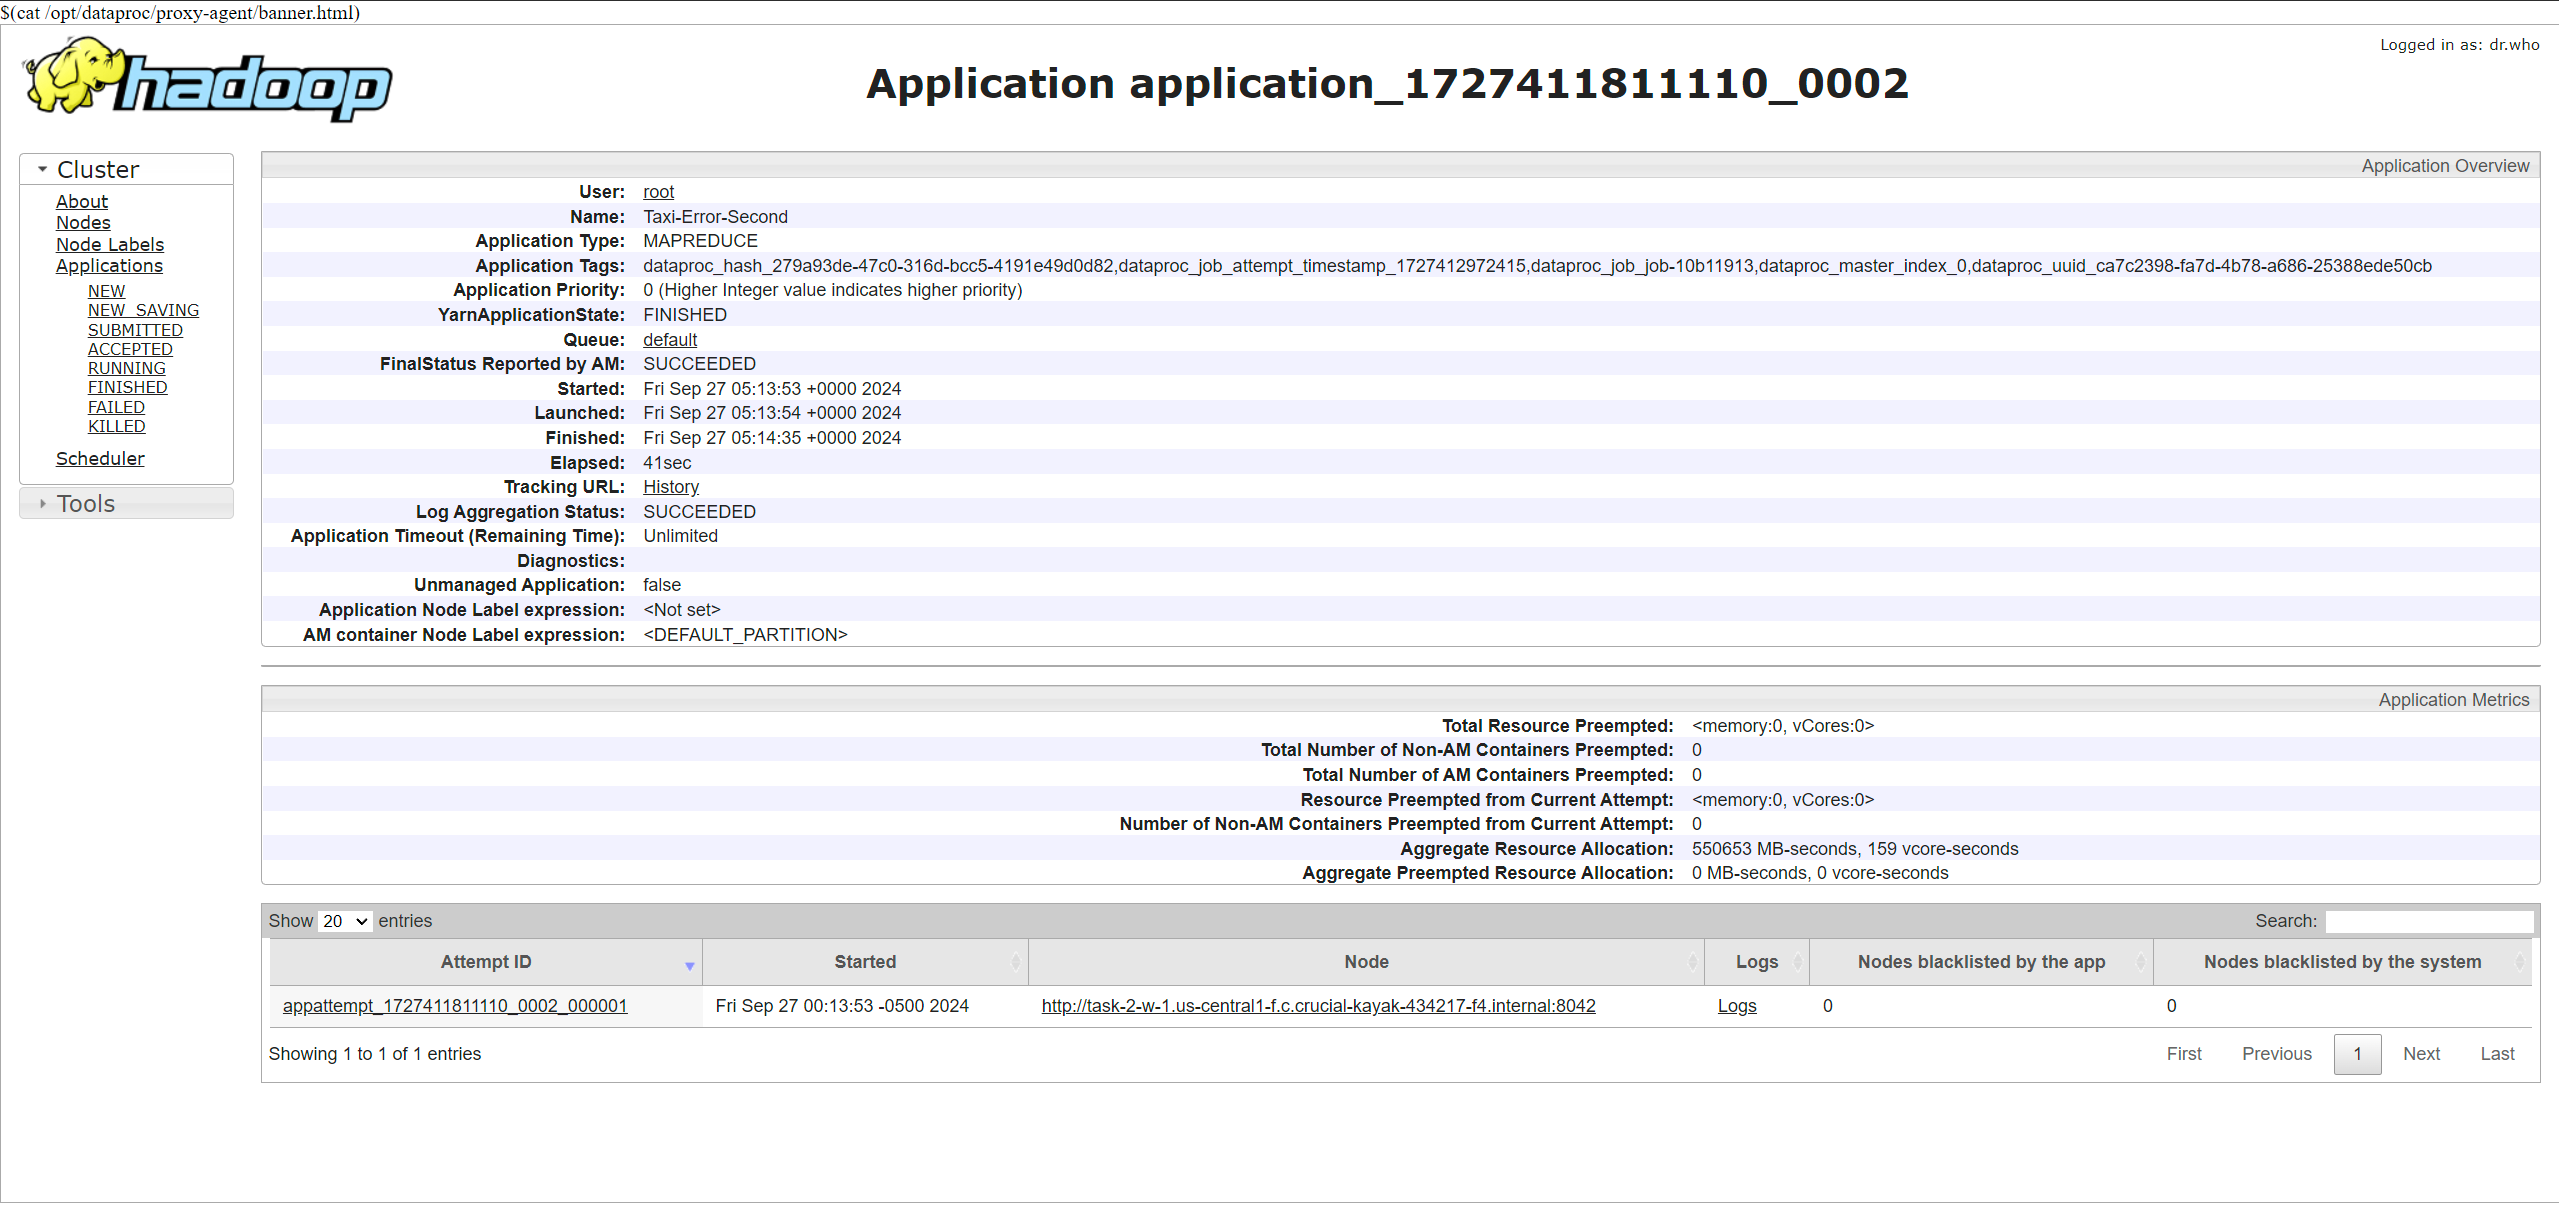 $(cat /opt/dataproc/proxy-agent/banner.html)
hadoop
Logged in as: dr.who
Application application_1727411811110_0002
Cluster
About
Nodes
Node Labels
Applications
NEW
NEW_SAVING
SUBMITTED
ACCEPTED
RUNNING
FINISHED
FAILED
KILLED
Scheduler
Tools
Application Overview
User: root
Name: Taxi-Error-Second
Application Type: MAPREDUCE
Application Tags: dataproc_hash_279a93de-47c0-316d-bcc5-4191e49d0d82,dataproc_job_attempt_timestamp_1727412972415,dataproc_job_job-10b11913,dataproc_master_index_0,dataproc_uuid_ca7c2398-fa7d-4b78-a686-25388ede50cb
Application Priority: 0 (Higher Integer value indicates higher priority)
YarnApplicationState: FINISHED
Queue: default
FinalStatus Reported by AM: SUCCEEDED
Started: Fri Sep 27 05:13:53 +0000 2024
Launched: Fri Sep 27 05:13:54 +0000 2024
Finished: Fri Sep 27 05:14:35 +0000 2024
Elapsed: 41sec
Tracking URL: History
Log Aggregation Status: SUCCEEDED
Application Timeout (Remaining Time): Unlimited
Diagnostics:
Unmanaged Application: false
Application Node Label expression: <Not set>
AM container Node Label expression: <DEFAULT_PARTITION>
Application Metrics
Total Resource Preempted: <memory:0, vCores:0>
Total Number of Non-AM Containers Preempted: 0
Total Number of AM Containers Preempted: 0
Resource Preempted from Current Attempt: <memory:0, vCores:0>
Number of Non-AM Containers Preempted from Current Attempt: 0
Aggregate Resource Allocation: 550653 MB-seconds, 159 vcore-seconds
Aggregate Preempted Resource Allocation: 0 MB-seconds, 0 vcore-seconds
Show 20 entries Search:
Attempt ID Started Node Logs Nodes blacklisted by the app Nodes blacklisted by the system
appattempt_1727411811110_0002_000001 Fri Sep 27 00:13:53 -0500 2024 http://task-2-w-1.us-central1-f.c.crucial-kayak-434217-f4.internal:8042 Logs 0 0
Showing 1 to 1 of 1 entries First Previous 1 Next Last